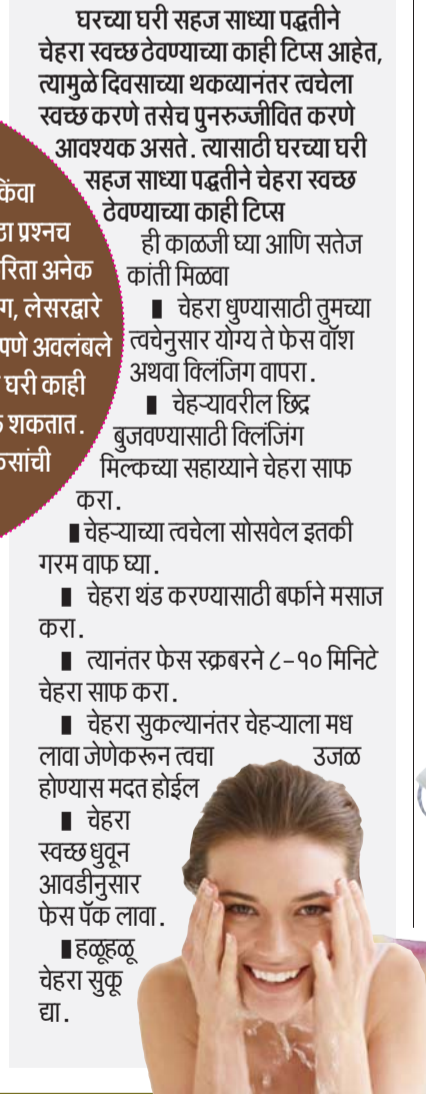 घरच्या घरी सहज साध्या पद्धतीने
चेहरा स्वच्छ ठेवण्याच्या काही टिप्स आहेत,
त्यामुळे दिवसाच्या थकव्यानंतर त्वचेला
स्वच्छ करणे तसेच पुनरुज्जीवित करणे
आवश्यक असते. त्यासाठी घरच्या घरी
सहज साध्या पद्धतीने चेहरा स्वच्छ
ठेवण्याच्या काही टिप्स
ही काळजी घ्या आणि सतेज
कांती मिळवा
▮ चेहरा धुण्यासाठी तुमच्या
त्वचेनुसार योग्य ते फेस वॉश
अथवा क्लिंजिग वापरा.
▮ चेहऱ्यावरील छिद्र
बुजवण्यासाठी क्लिंजिंग
मिल्कच्या सहाय्याने चेहरा साफ
करा.
▮ चेहऱ्याच्या त्वचेला सोसवेल इतकी
गरम वाफ घ्या.
▮ चेहरा थंड करण्यासाठी बर्फाने मसाज
करा.
▮ त्यानंतर फेस स्क्रबरने ८-१० मिनिटे
चेहरा साफ करा.
▮ चेहरा सुकल्यानंतर चेहऱ्याला मध
लावा जेणेकरून त्वचा उजळ
होण्यास मदत होईल
▮ चेहरा
स्वच्छ धुवून
आवडीनुसार
फेस पॅक लावा.
▮ हळूहळू
चेहरा सुकू
द्या.
किंवा
प्रश्नच
रिता अनेक
ग, लेसरद्वारे
पणे अवलंबले
घरी काही
शकतात.
कसांची